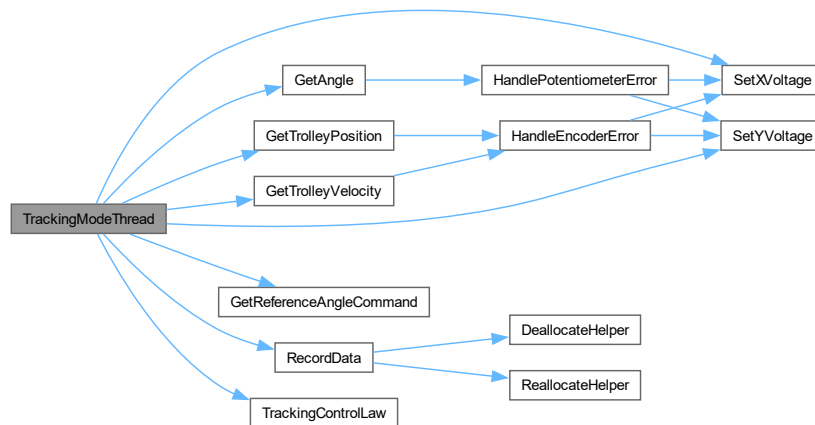 GetAngle
HandlePotentiometerError
SetXVoltage
GetTrolleyPosition
HandleEncoderError
SetYVoltage
GetTrolleyVelocity
TrackingModeThread
GetReferenceAngleCommand
DeallocateHelper
RecordData
ReallocateHelper
TrackingControlLaw